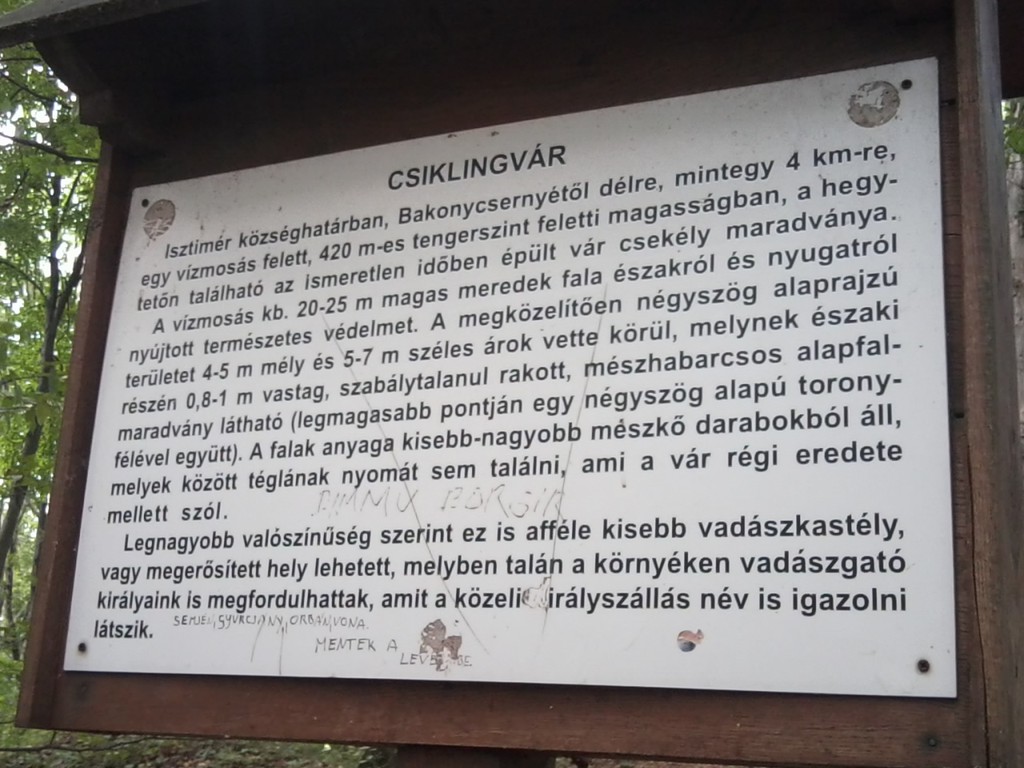 CSIKLINGVÁR
Isztimér községhatárban, Bakonycsernyétől délre, mintegy 4 km-re,
egy vízmosás felett, 420 m-es tengerszint feletti magasságban, a hegy-
tetőn található az ismeretlen időben épült vár csekély maradványa.
A vízmosás kb. 20-25 m magas meredek fala északról és nyugatról
nyújtott természetes védelmet. A megközelítően négyszög alaprajzú
területet 4-5 m mély és 5-7 m széles árok vette körül, melynek északi
részén 0,8-1 m vastag, szabálytalanul rakott, mészhabarcsos alapfal-
maradvány látható (legmagasabb pontján egy négyszög alapú torony-
félével együtt). A falak anyaga kisebb-nagyobb mészkő darabokból áll,
melyek között téglának nyomát sem találni, ami a vár régi eredete
mellett szól.
DIMMU BORGIR
Legnagyobb valószínűség szerint ez is afféle kisebb vadászkastély,
vagy megerősített hely lehetett, melyben talán a környéken vadászgató
királyaink is megfordulhattak, amit a közeli irályszállás név is igazolni
látszik.
ORBAN, VONA.
MENTEK A